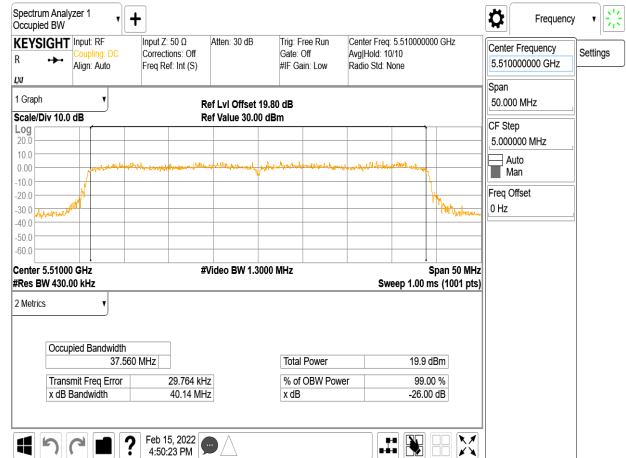 Spectrum Analyzer 1
Occupied BW
Frequency
KEYSIGHT
R
Input: RF
Coupling: DC
Align: Auto
Input Z: 50 Ω
Corrections: Off
Freq Ref: Int (S)
Atten: 30 dB
Trig: Free Run
Gate: Off
#IF Gain: Low
Center Freq: 5.510000000 GHz
Avg|Hold: 10/10
Radio Std: None
Center Frequency
5.510000000 GHz
Settings
Span
50.000 MHz
CF Step
5.000000 MHz
Auto
Man
Freq Offset
0 Hz
1 Graph
Scale/Div 10.0 dB
Ref Lvl Offset 19.80 dB
Ref Value 30.00 dBm
Log
20.0
10.0
0.00
-10.0
-20.0
-30.0
-40.0
-50.0
-60.0
Center 5.51000 GHz
#Video BW 1.3000 MHz
Span 50 MHz
#Res BW 430.00 kHz
Sweep 1.00 ms (1001 pts)
2 Metrics
Occupied Bandwidth
37.560 MHz
Total Power 19.9 dBm
Transmit Freq Error 29.764 kHz
% of OBW Power 99.00 %
x dB Bandwidth 40.14 MHz
x dB -26.00 dB
?
Feb 15, 2022
4:50:23 PM